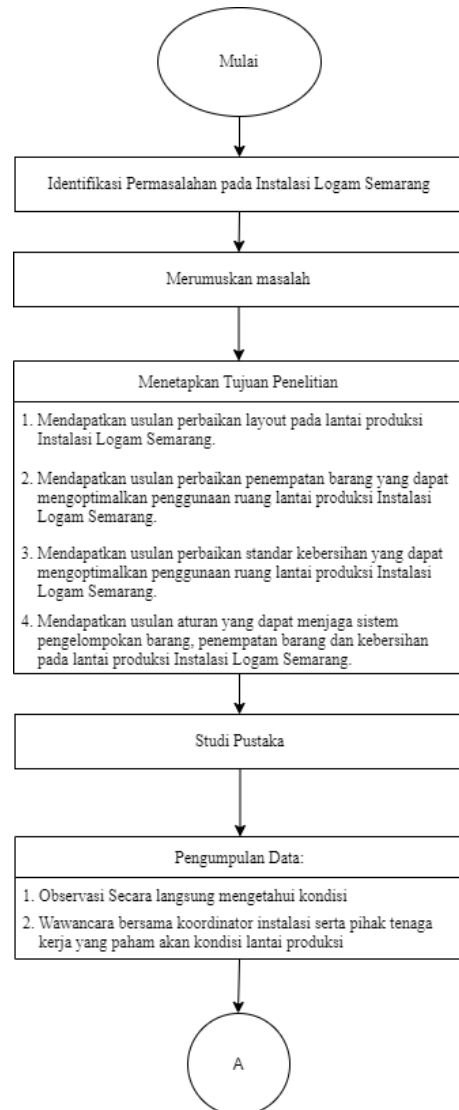 Mulai
Identifikasi Permasalahan pada Instalasi Logam Semarang
Merumuskan masalah
Menetapkan Tujuan Penelitian
1. Mendapatkan usulan perbaikan layout pada lantai produksi
Instalasi Logam Semarang.
2. Mendapatkan usulan perbaikan penempatan barang yang dapat
mengoptimalkan penggunaan ruang lantai produksi Instalasi
Logam Semarang.
3. Mendapatkan usulan perbaikan standar kebersihan yang dapat
mengoptimalkan penggunaan ruang lantai produksi Instalasi
Logam Semarang.
4. Mendapatkan usulan aturan yang dapat menjaga sistem
pengelompokan barang, penempatan barang dan kebersihan
pada lantai produksi Instalasi Logam Semarang.
Studi Pustaka
Pengumpulan Data:
1. Observasi Secara langsung mengetahui kondisi
2. Wawancara bersama koordinator instalasi serta pihak tenaga
kerja yang paham akan kondisi lantai produksi
A